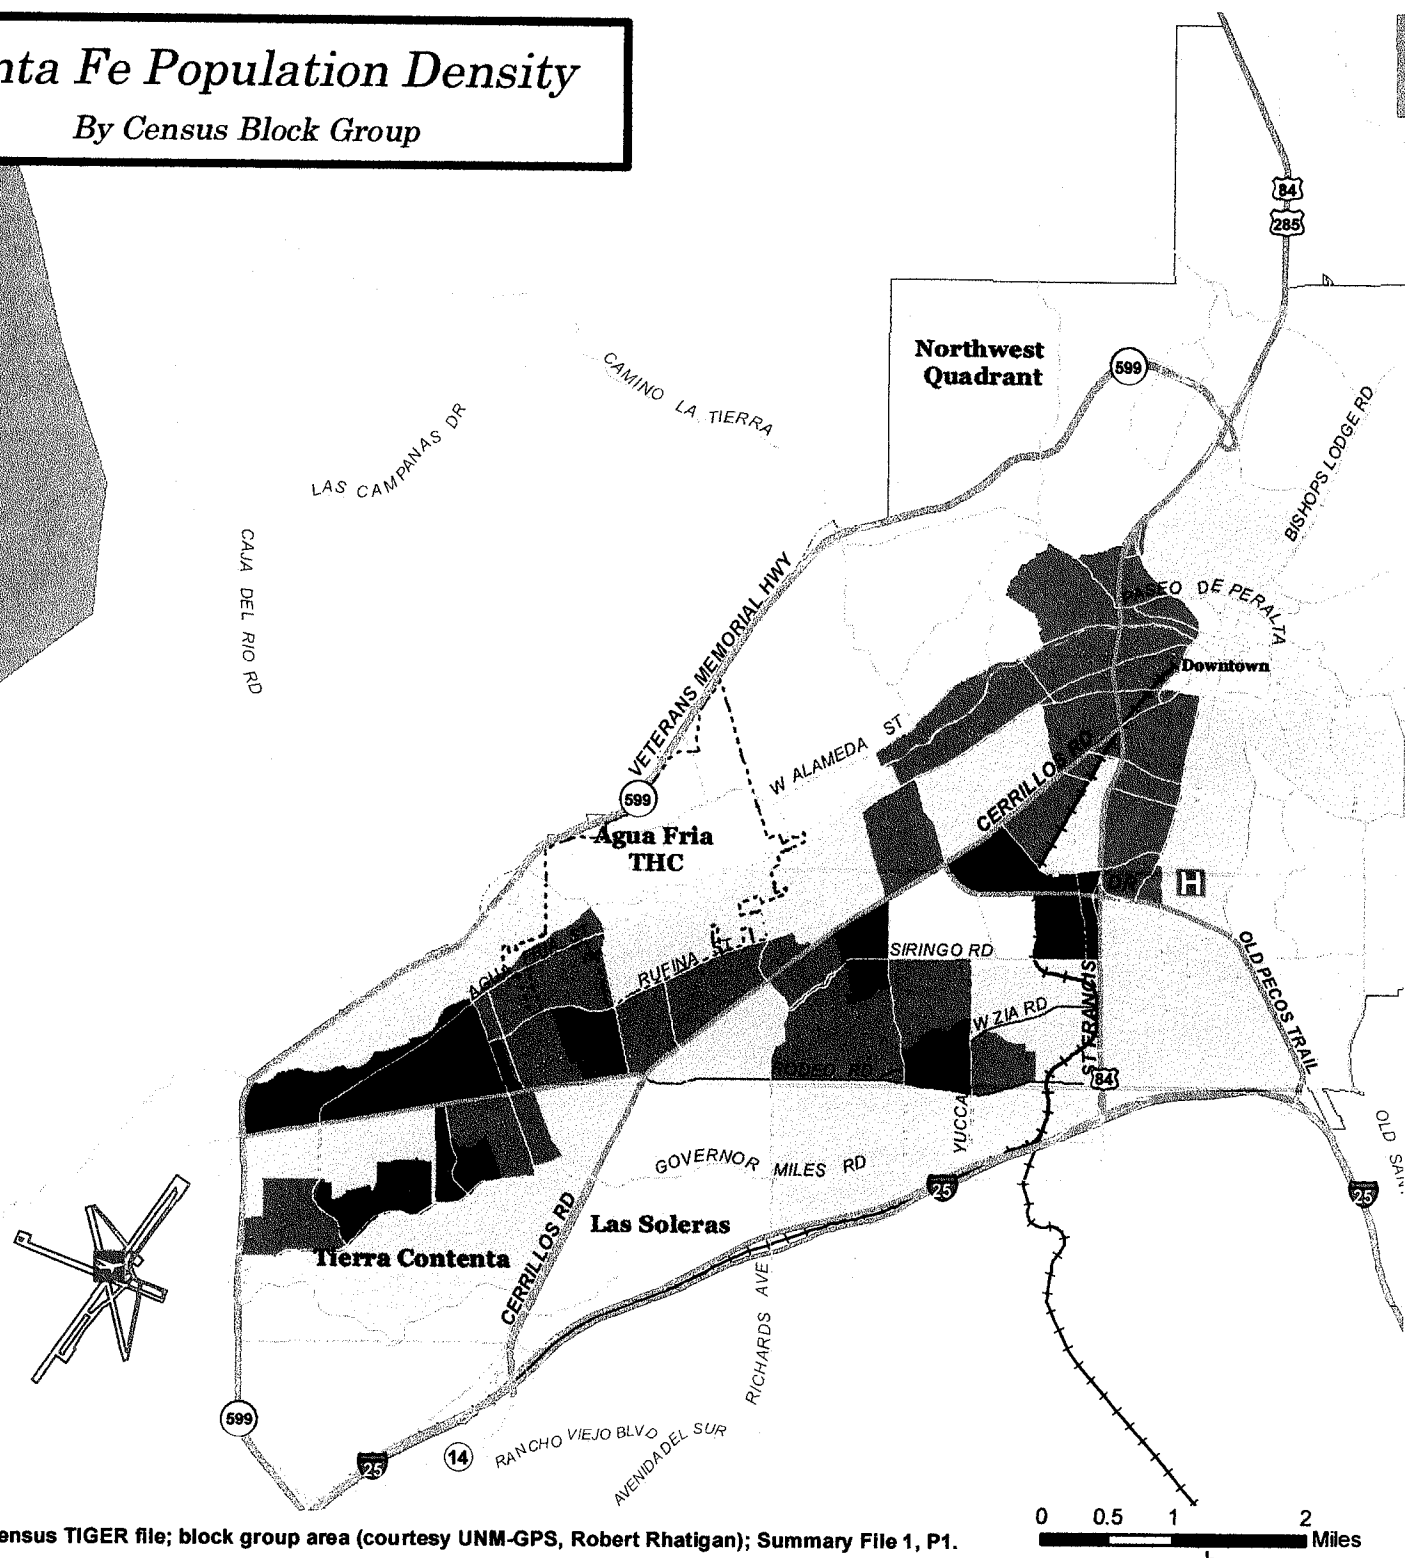 nta Fe Population Density
By Census Block Group
84
285
Northwest
Quadrant
599
CAMINO LA TIERRA
BISHOPS LODGE RD
LAS CAMPANAS DR
CAJA DEL RIO RD
VETERANS MEMORIAL HWY
PASEO DE PERALTA
Downtown
W ALAMEDA ST
CERRILLOS RD
599
Agua Fria
THC
DR
H
AGUA
RUFINA ST
SIRINGO RD
OLD PECOS TRAIL
W ZIA RD
ST FRANCIS
RODEO RD
84
YUCCA
OLD SAN
GOVERNOR MILES RD
25
25
CERRILLOS RD
Las Soleras
Tierra Contenta
RICHARDS AVE
599
14
25
RANCHO VIEJO BLVD
AVENIDA DEL SUR
0 0.5 1 2
Miles
ensus TIGER file; block group area (courtesy UNM-GPS, Robert Rhatigan); Summary File 1, P1.